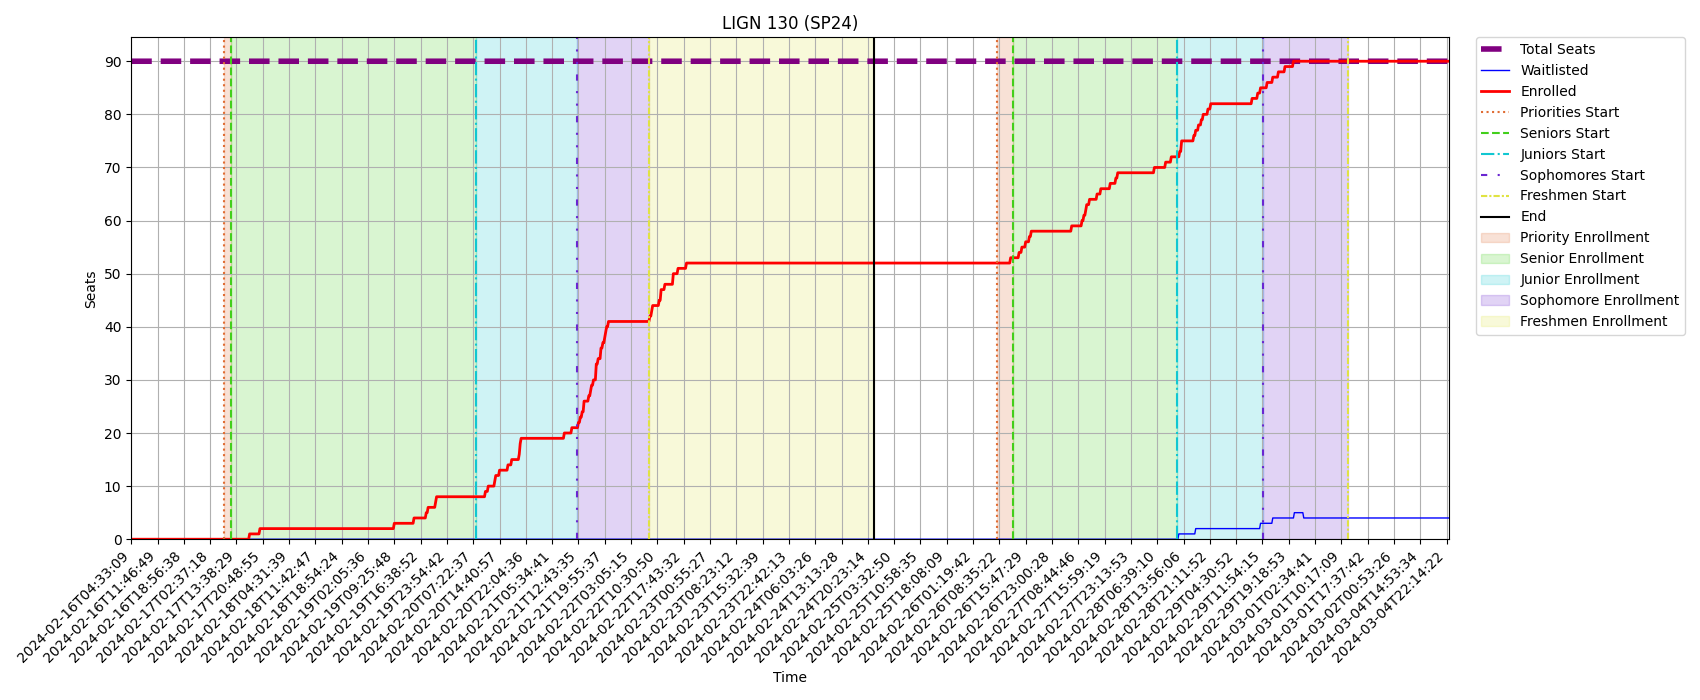 LIGN 130 (SP24)
Seats
90
80
70
60
50
40
30
20
10
0
2024-02-16T04:33:09
2024-02-16T11:46:49
2024-02-16T18:56:38
2024-02-17T02:37:18
2024-02-17T13:38:29
2024-02-17T20:48:55
2024-02-18T04:31:39
2024-02-18T11:42:47
2024-02-18T18:54:24
2024-02-19T02:05:36
2024-02-19T09:25:48
2024-02-19T16:38:52
2024-02-19T23:54:42
2024-02-20T07:22:37
2024-02-20T14:40:57
2024-02-20T22:04:36
2024-02-21T05:34:41
2024-02-21T12:43:35
2024-02-21T19:55:37
2024-02-22T03:05:15
2024-02-22T10:30:50
2024-02-22T17:43:32
2024-02-23T00:55:27
2024-02-23T08:23:12
2024-02-23T15:32:39
2024-02-23T22:42:13
2024-02-24T06:03:26
2024-02-24T13:13:28
2024-02-24T20:23:14
2024-02-25T03:32:50
2024-02-25T10:58:35
2024-02-25T18:08:09
2024-02-26T01:19:42
2024-02-26T08:35:22
2024-02-26T15:47:29
2024-02-26T23:00:28
2024-02-27T08:44:46
2024-02-27T15:59:19
2024-02-27T23:13:53
2024-02-28T06:39:10
2024-02-28T13:56:06
2024-02-28T21:11:52
2024-02-29T04:30:52
2024-02-29T11:54:15
2024-02-29T19:18:53
2024-03-01T02:34:41
2024-03-01T10:17:09
2024-03-01T17:37:42
2024-03-02T00:53:26
2024-03-04T14:53:34
2024-03-04T22:14:22
Time
Total Seats
Waitlisted
Enrolled
Priorities Start
Seniors Start
Juniors Start
Sophomores Start
Freshmen Start
End
Priority Enrollment
Senior Enrollment
Junior Enrollment
Sophomore Enrollment
Freshmen Enrollment